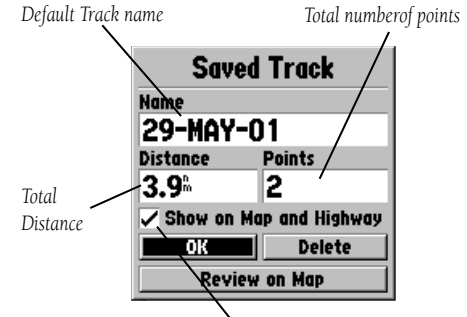 Default Track name
Total numberof points
Saved Track
Name
29-MAY-01
Distance Points
3.9nm 2
Total
Distance
Show on Map and Highway
OK Delete
Review on Map